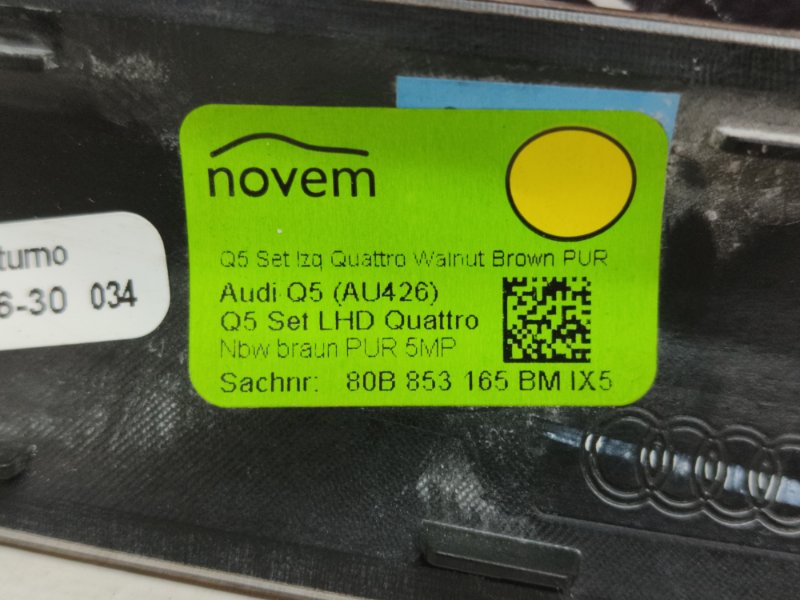 novem
Q5 Set Izq Quattro Walnut Brown PUR
Audi Q5 (AU426)
Q5 Set LHD Quattro
Nbw braun PUR 5MP
Sachnr: 80B 853 165 BM IX5
turno
6-30 034